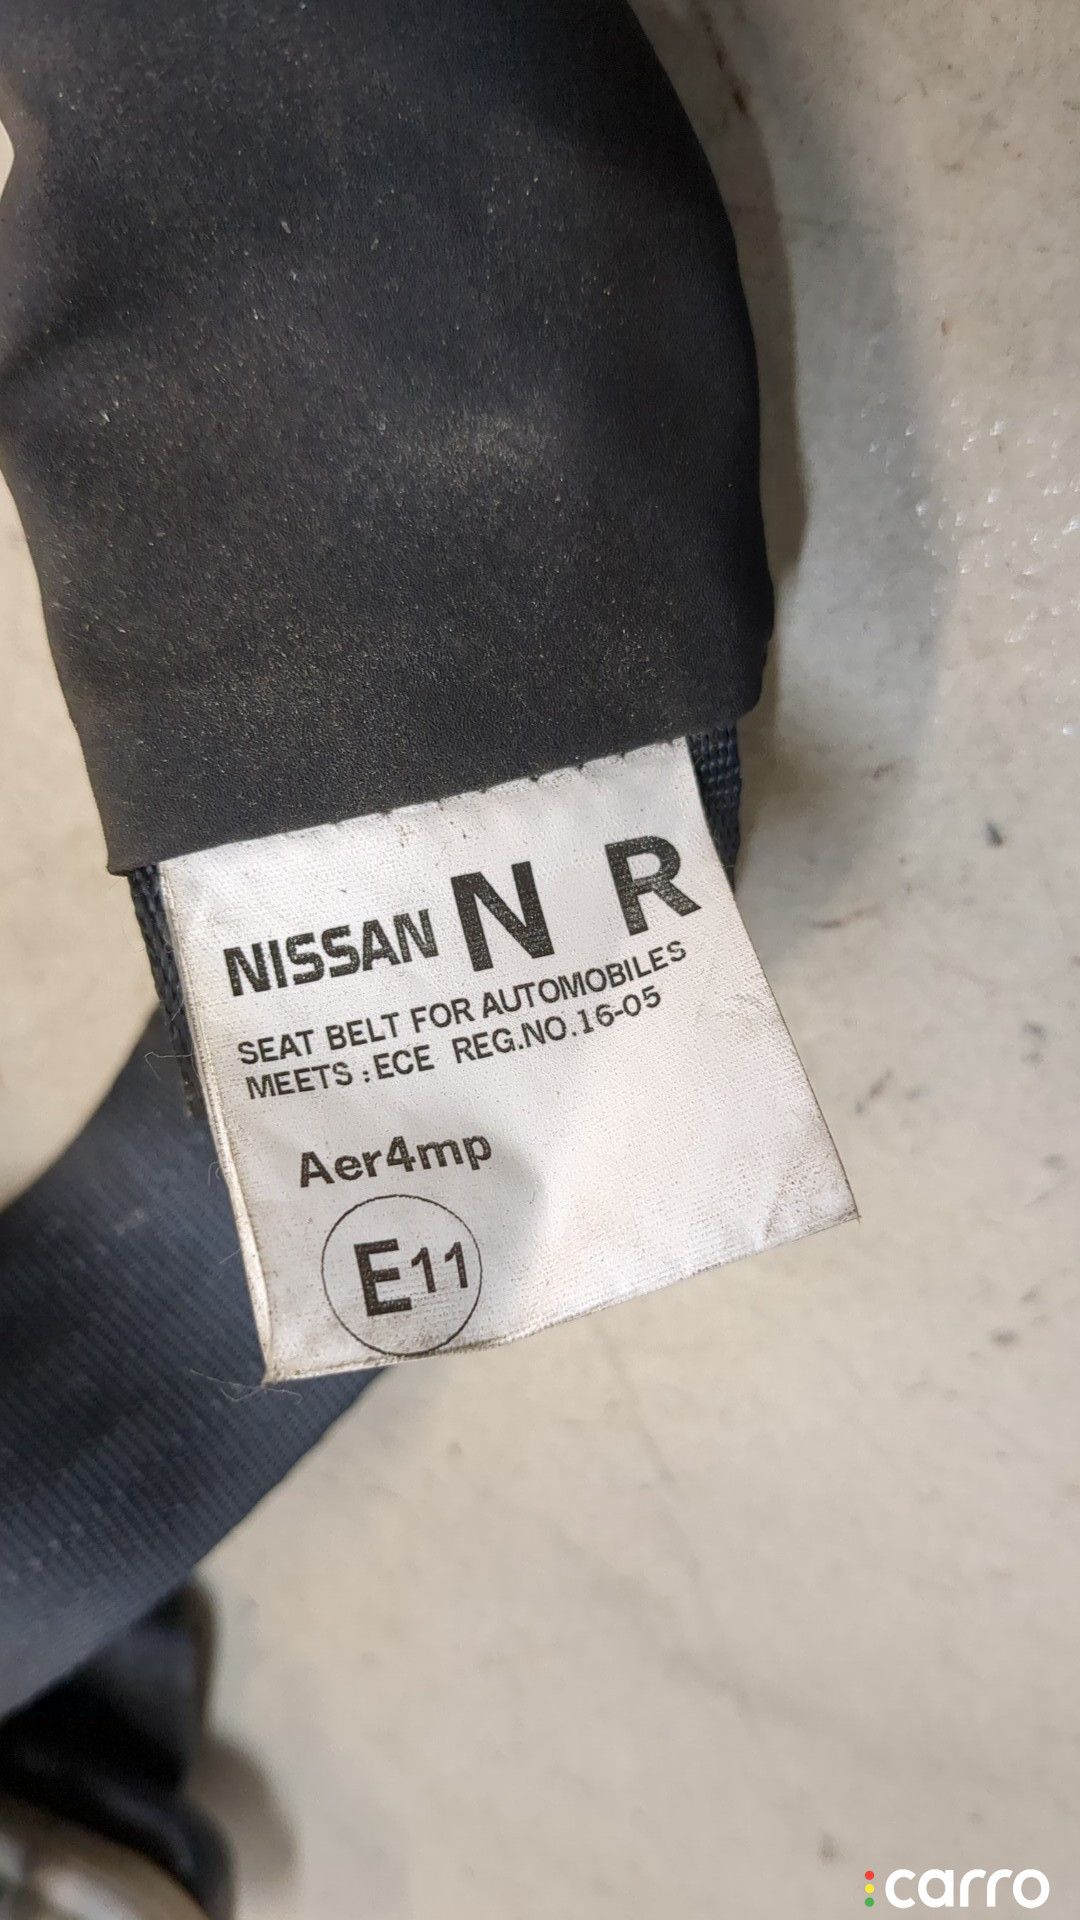 NISSAN N R
SEAT BELT FOR AUTOMOBILES
MEETS : ECE REG.NO.16-05
Aer4mp
E11
carro